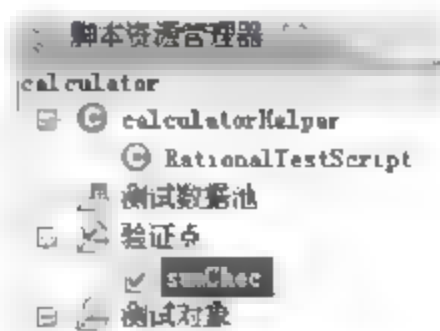 脚本资源管理器
calculator
calculatorHelper
RationalTestScript
测试数据池
验证点
sumChec
测试对象